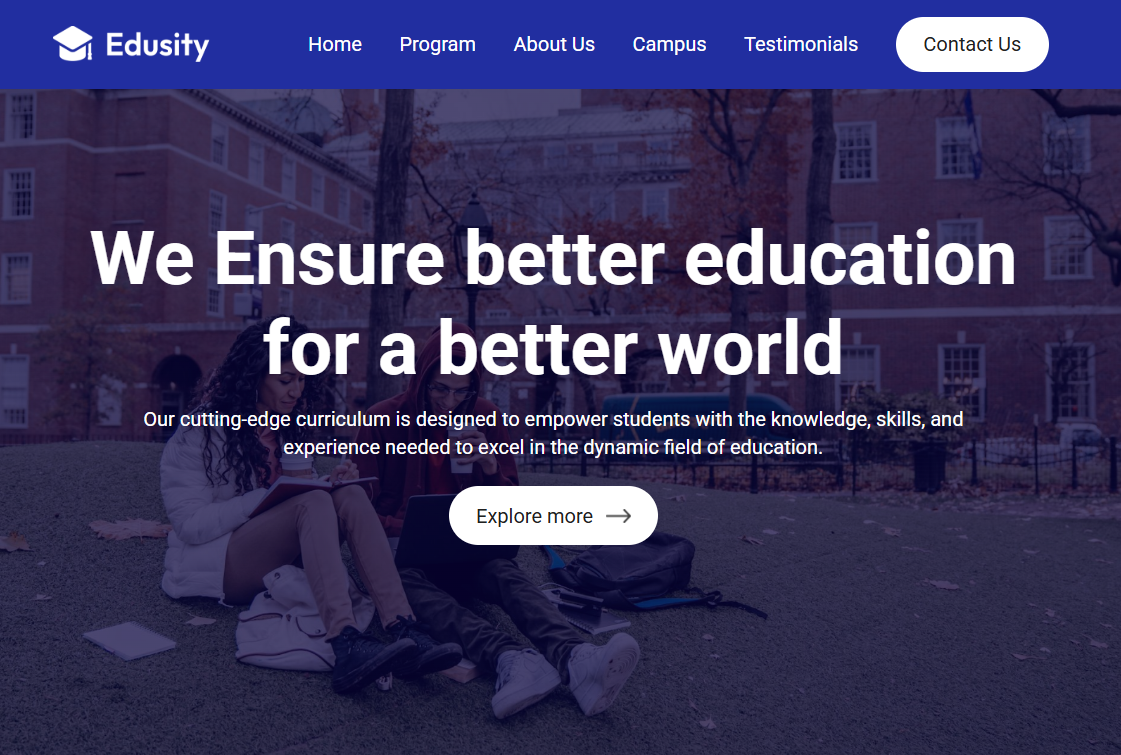 Edusity
Home Program About Us Campus Testimonials Contact Us
We Ensure better education
for a better world
Our cutting-edge curriculum is designed to empower students with the knowledge, skills, and
experience needed to excel in the dynamic field of education.
Explore more